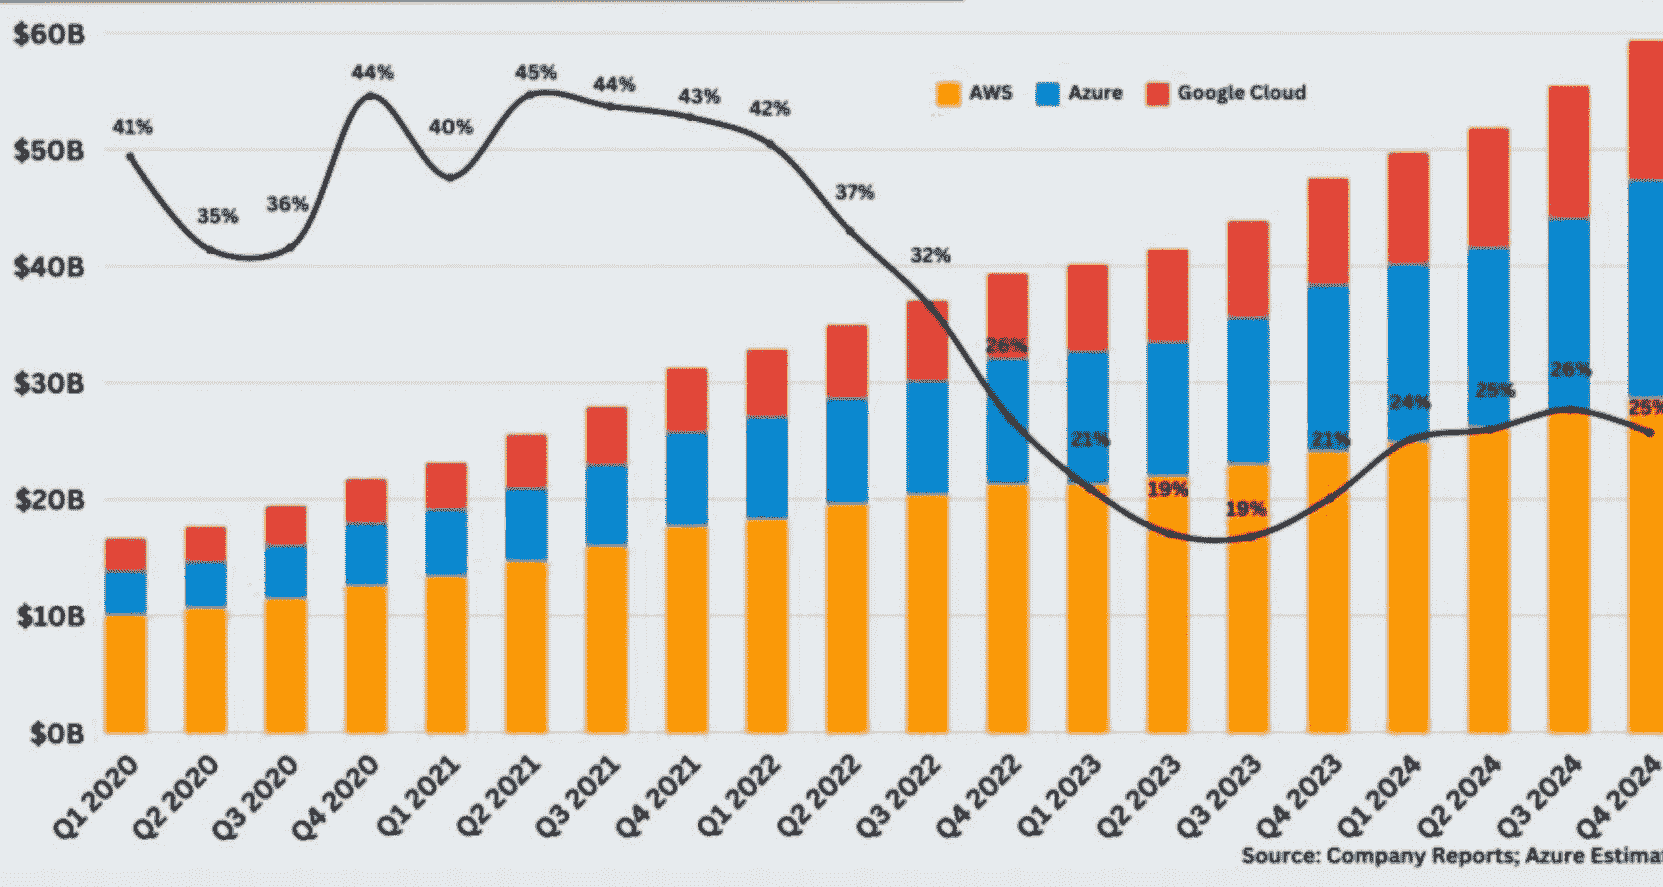 $60B
$50B
$40B
$30B
$20B
$10B
$0B
AWS Azure Google Cloud
41%
35%
36%
44%
40%
45%
44%
43%
42%
37%
32%
26%
21%
19%
19%
21%
24%
25%
26%
25%
Q1 2020
Q2 2020
Q3 2020
Q4 2020
Q1 2021
Q2 2021
Q3 2021
Q4 2021
Q1 2022
Q2 2022
Q3 2022
Q4 2022
Q1 2023
Q2 2023
Q3 2023
Q4 2023
Q1 2024
Q2 2024
Q3 2024
Q4 2024
Source: Company Reports; Azure Estima